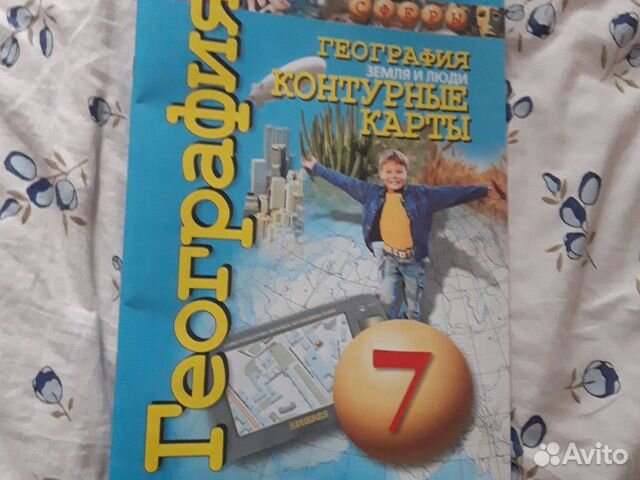 СФЕРЫ
География
ГЕОГРАФИЯ
ЗЕМЛЯ И ЛЮДИ
КОНТУРНЫЕ
КАРТЫ
SPHERES
7
Avito